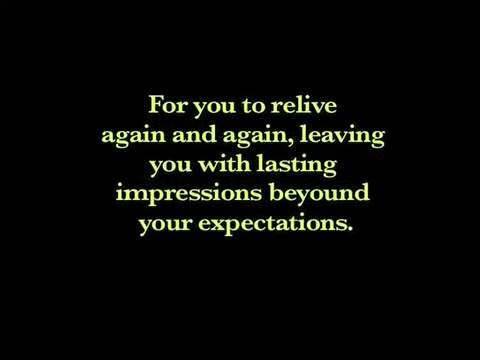 For you to relive
again and again, leaving
you with lasting
impressions beyound
your expectations.